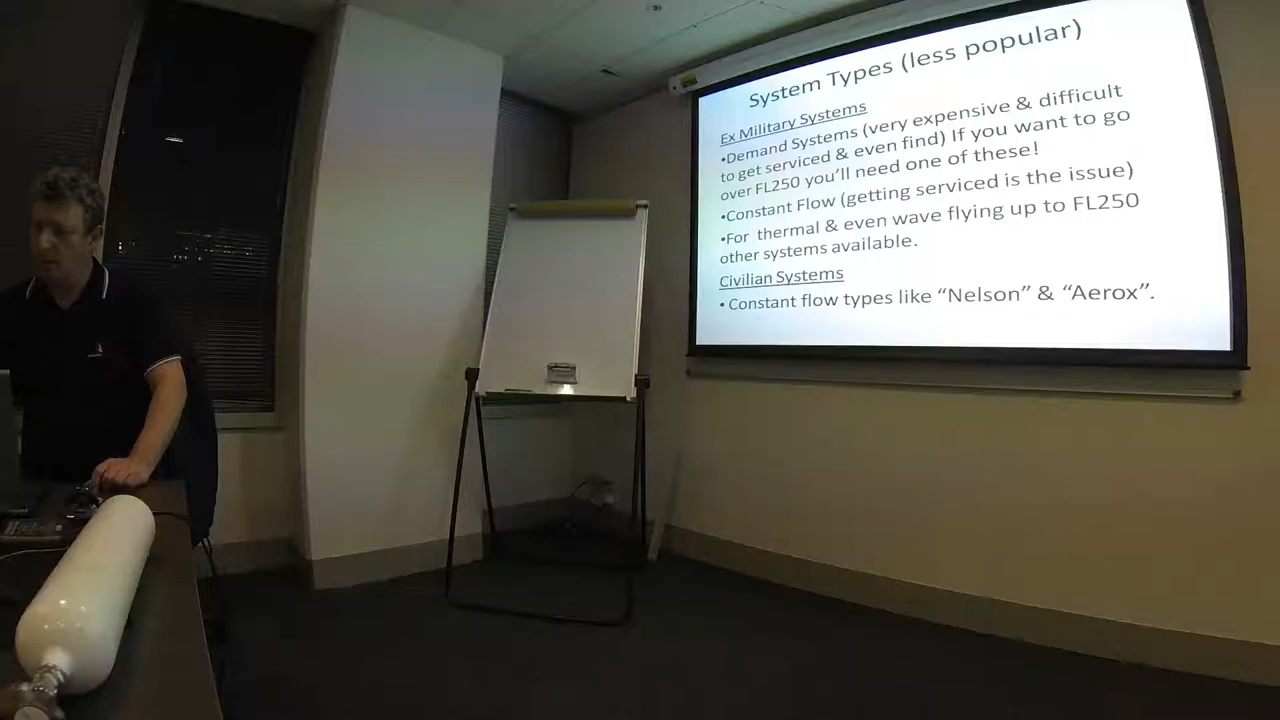 System Types (less popular)
Ex Military Systems
•Demand Systems (very expensive & difficult
to get serviced & even find) If you want to go
over FL250 you'll need one of these!
•Constant Flow (getting serviced is the issue)
•For thermal & even wave flying up to FL250
other systems available.
Civilian Systems
• Constant flow types like “Nelson” & “Aerox”.